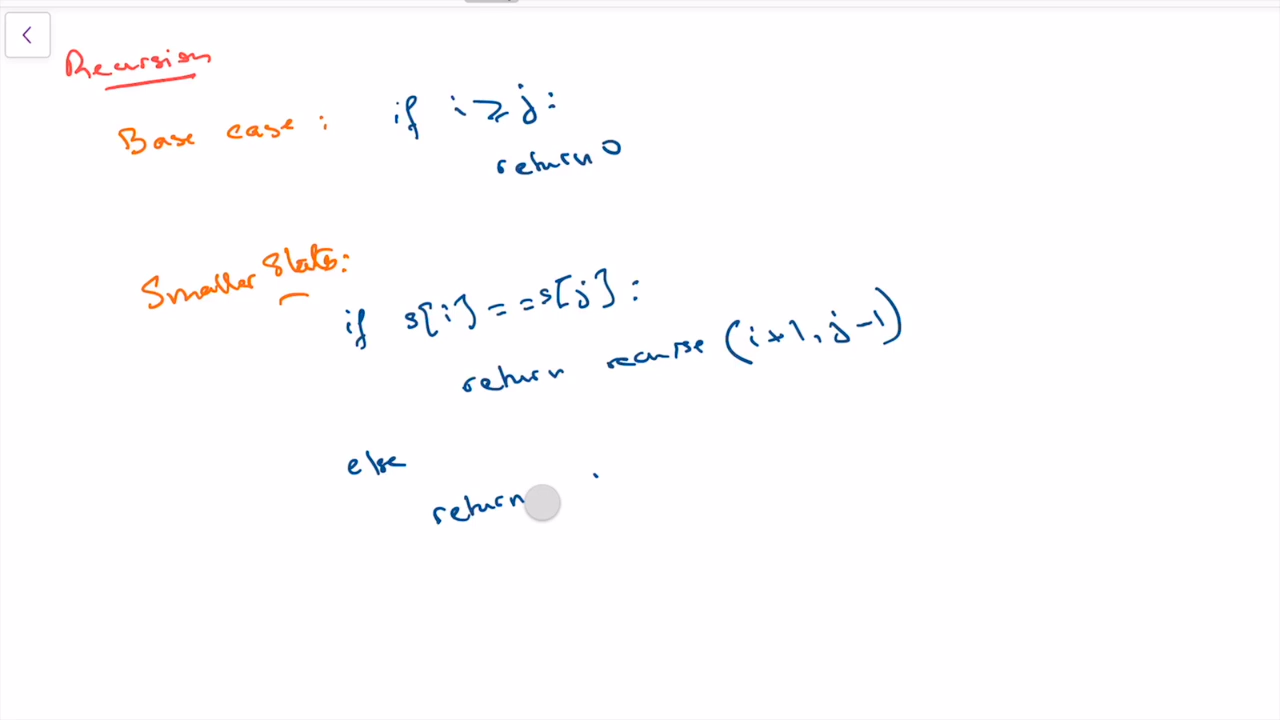 Recursion
Base case : if i ≥ j :
return 0
Smaller State:
if s[i] == s[j] :
return recurse (i+1, j-1)
else
return